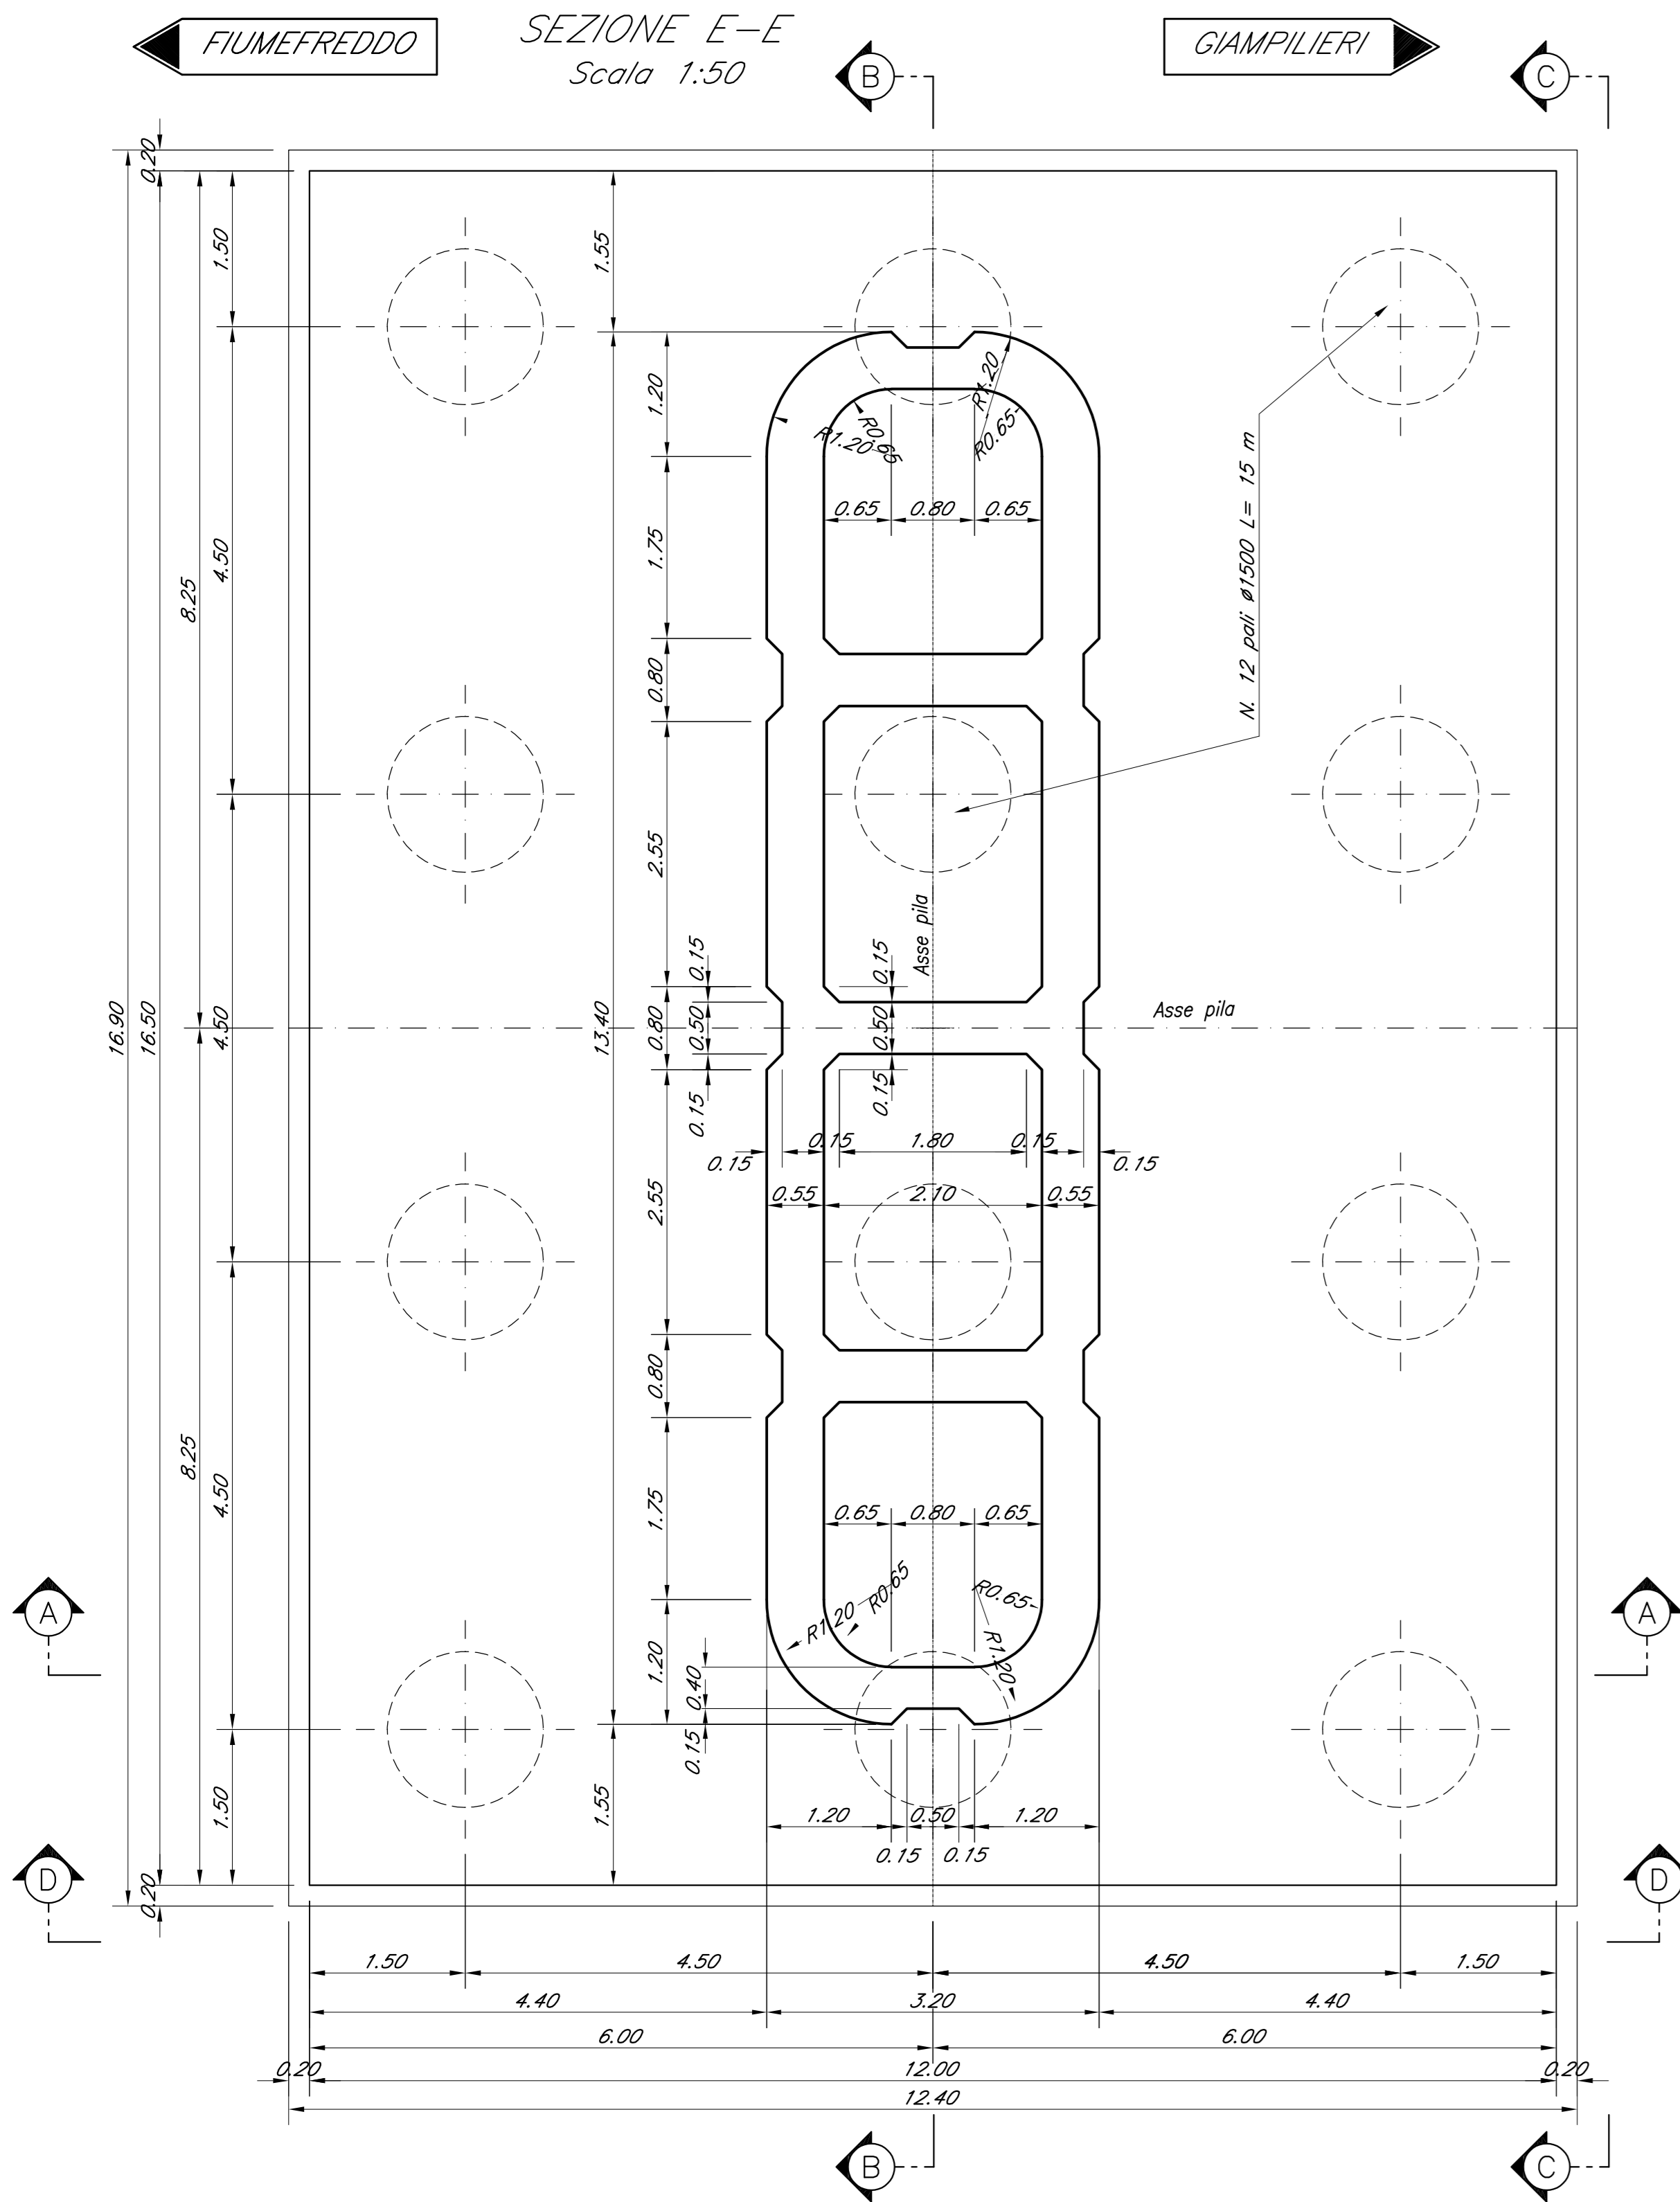 FIUMEFREDDO
SEZIONE E-E
Scala 1:50
GIAMPILIERI
B
C
0.20
1.50
1.55
1.20
R1.20
R0.65
R1.20
R0.65
0.65 0.80 0.65
N. 12 pali ø1500 L= 15 m
4.50
1.75
8.25
0.80
2.55
Asse pila
0.15
0.15
16.90
16.50
4.50
13.40
0.80
0.50
0.50
Asse pila
0.15
0.15
0.15
0.15
1.80
0.15
0.15
0.55
2.10
0.55
2.55
0.80
8.25
4.50
1.75
0.65 0.80 0.65
R1.20
R0.65
R0.65
R1.20
A
A
1.20
0.40
0.15
1.50
1.55
1.20 0.50 1.20
0.15 0.15
D
D
0.20
1.50 4.50 4.50 1.50
4.40 3.20 4.40
6.00 6.00
0.20 12.00 0.20
12.40
B
C